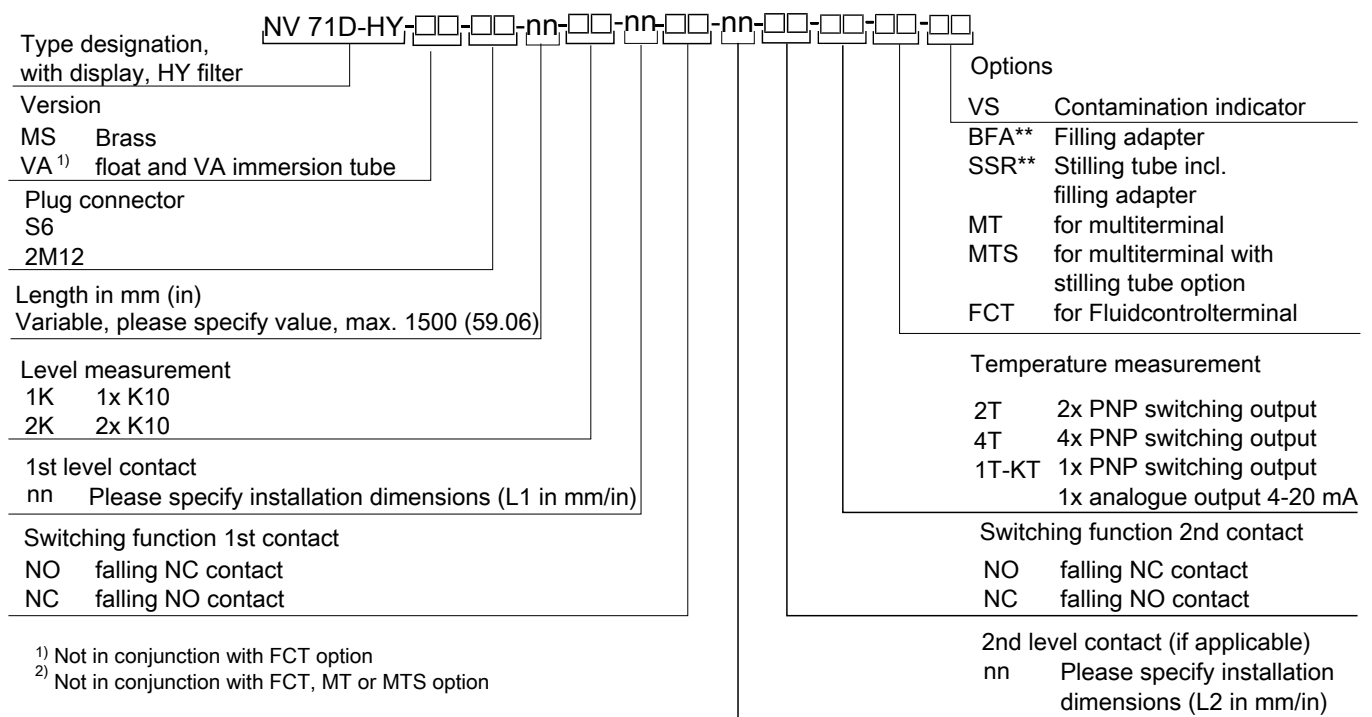 NV 71D-HY-□□-□□-nn-□□-nn-□□-nn-□□-□□-□□-□□
Type designation,
with display, HY filter
Version
MS Brass
VA 1) float and VA immersion tube
Plug connector
S6
2M12
Length in mm (in)
Variable, please specify value, max. 1500 (59.06)
Level measurement
1K 1x K10
2K 2x K10
1st level contact
nn Please specify installation dimensions (L1 in mm/in)
Switching function 1st contact
NO falling NC contact
NC falling NO contact
1) Not in conjunction with FCT option
2) Not in conjunction with FCT, MT or MTS option
Options
VS Contamination indicator
BFA** Filling adapter
SSR** Stilling tube incl.
filling adapter
MT for multiterminal
MTS for multiterminal with
stilling tube option
FCT for Fluidcontrolterminal
Temperature measurement
2T 2x PNP switching output
4T 4x PNP switching output
1T-KT 1x PNP switching output
1x analogue output 4-20 mA
Switching function 2nd contact
NO falling NC contact
NC falling NO contact
2nd level contact (if applicable)
nn Please specify installation
dimensions (L2 in mm/in)